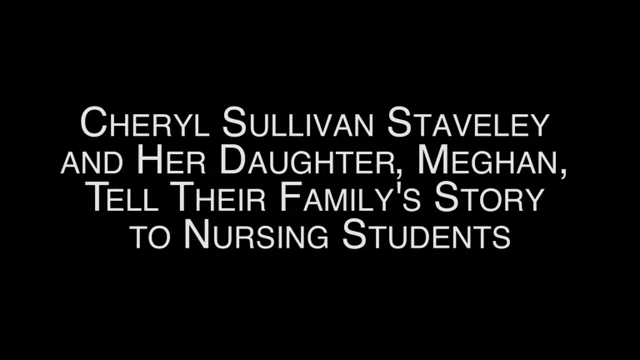 Cheryl Sullivan Staveley
and Her Daughter, Meghan,
Tell Their Family's Story
to Nursing Students